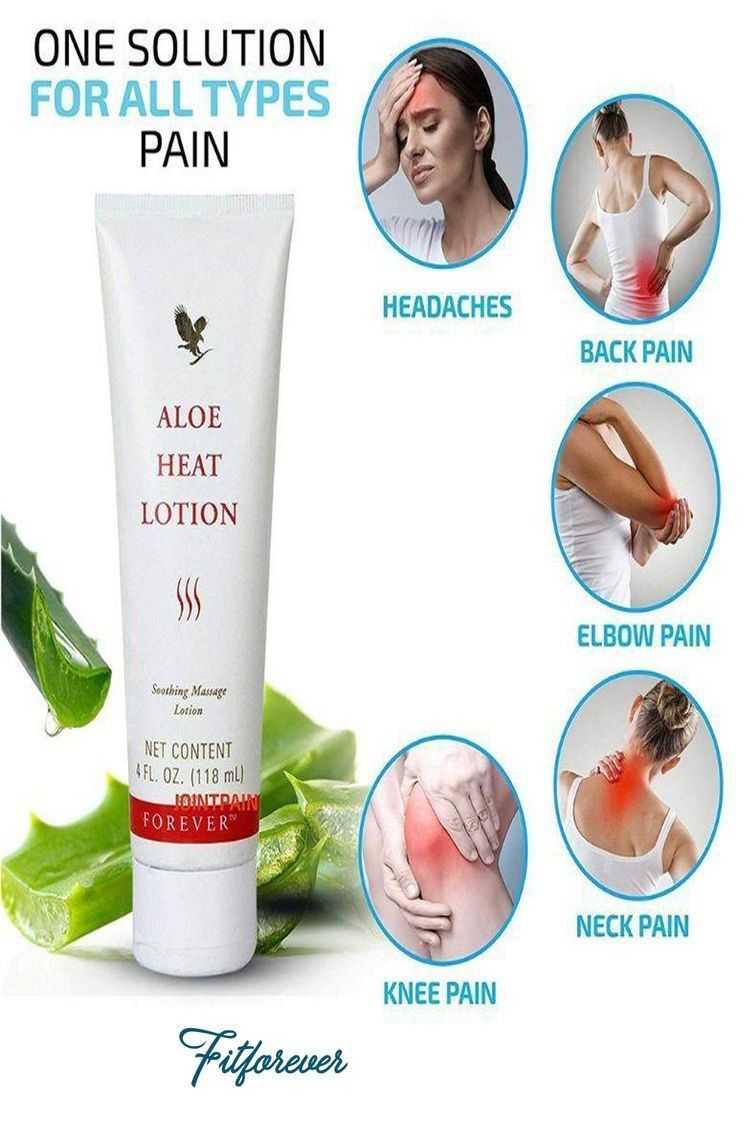 ONE SOLUTION
FOR ALL TYPES
PAIN
ALOE
HEAT
LOTION
Soothing Massage
Lotion
NET CONTENT
4 FL. OZ. (118 mL)
JOINTPAIN
FOREVER™
HEADACHES
BACK PAIN
ELBOW PAIN
NECK PAIN
KNEE PAIN
Fitforever